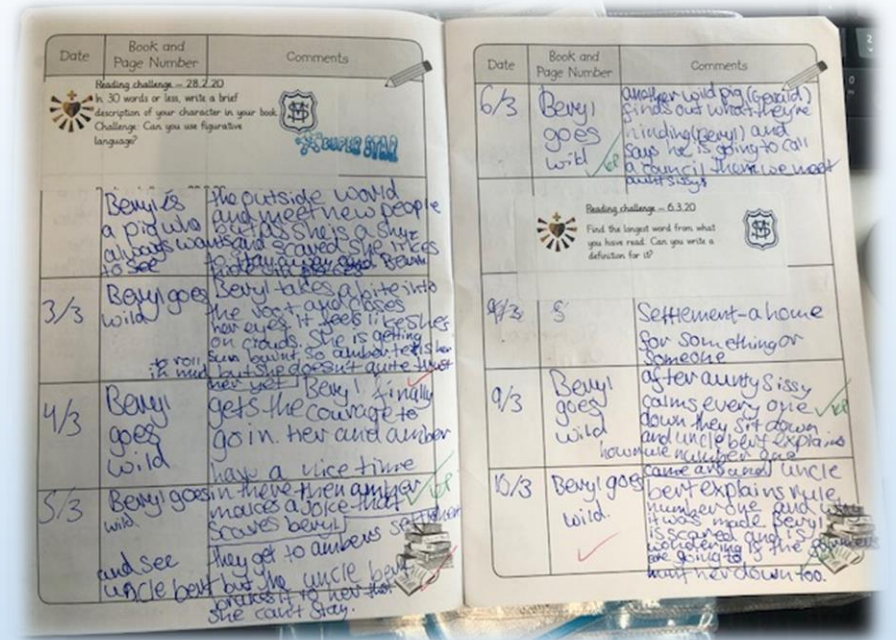 Date
Book and
Page Number
Comments
Reading challenge – 28.2.20
In 30 words or less, write a brief
description of your character in your book.
Challenge: Can you use figurative
language?
Beryl is
a pig who
always wants
to see
the outside world
and meet new people
but as she is a shy
and scared she likes
to stay away and
3/3
Beryl goes
wild
Beryl takes a bite into
the root and closes
her eyes. it feels like she's
on clouds. She is getting
sun burnt, so amber tells her
to roll
in mud but she doesn't quite trust
her yet!
4/3
Beryl
goes
wild
Beryl finally
gets the courage to
go in. Her and amber
have a nice time
5/3
Beryl goes
wild.
in there then amber
makes a joke that
scares beryl
They get to ambers
and see
uncle bert but the uncle bert
makes it to her that
she can't stay.
Date
Book and
Page Number
Comments
6/3
Beryl
goes
wild
another wild pig (Gerald)
finds out what they're
hinding (Beryl) and
says he is going to call
a council. There we meet
aunt sissy
Reading challenge – 6.3.20
Find the longest word from what
you have read. Can you write a
definition for it?
Settlement-a home
for something or
someone
9/3
Beryl
goes
wild
after aunty Sissy
calms every one
down they sit down
and uncle bert explains
how rule number one
came around
10/3
Beryl goes
wild.
Uncle
bert explains rule
number one and
it was made Beryl
is scared and is
wondering if the
are going to
hunt her down too.